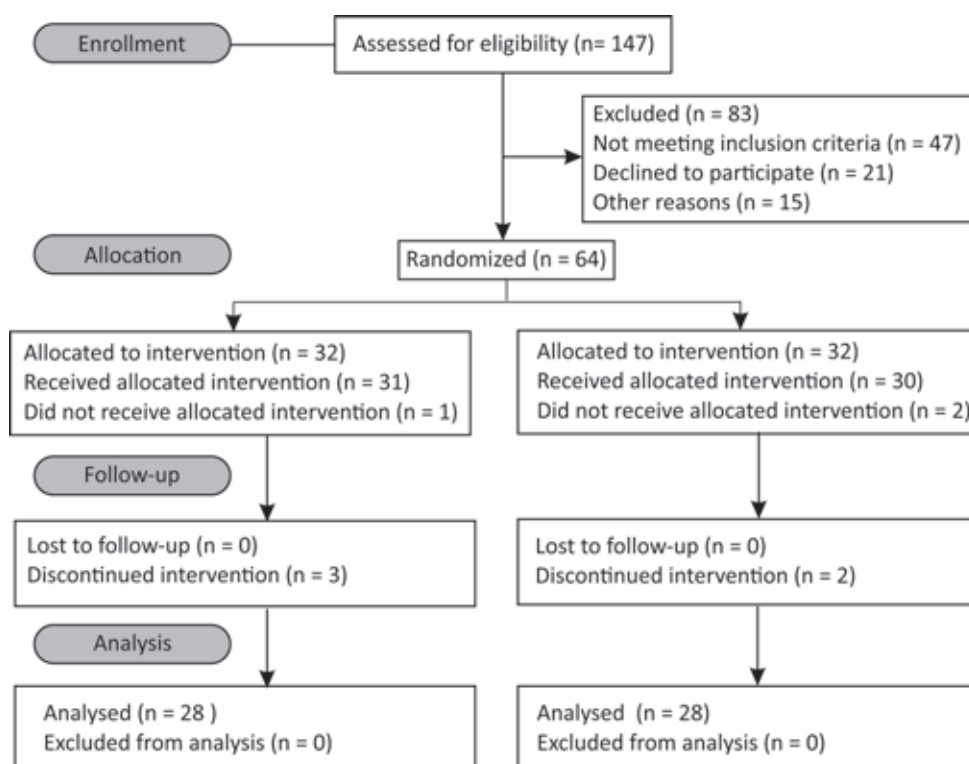 Enrollment
Assessed for eligibility (n= 147)
Excluded (n = 83)
Not meeting inclusion criteria (n = 47)
Declined to participate (n = 21)
Other reasons (n = 15)
Allocation
Randomized (n = 64)
Allocated to intervention (n = 32)
Received allocated intervention (n = 31)
Did not receive allocated intervention (n = 1)
Allocated to intervention (n = 32)
Received allocated intervention (n = 30)
Did not receive allocated intervention (n = 2)
Follow-up
Lost to follow-up (n = 0)
Discontinued intervention (n = 3)
Lost to follow-up (n = 0)
Discontinued intervention (n = 2)
Analysis
Analysed (n = 28 )
Excluded from analysis (n = 0)
Analysed (n = 28)
Excluded from analysis (n = 0)